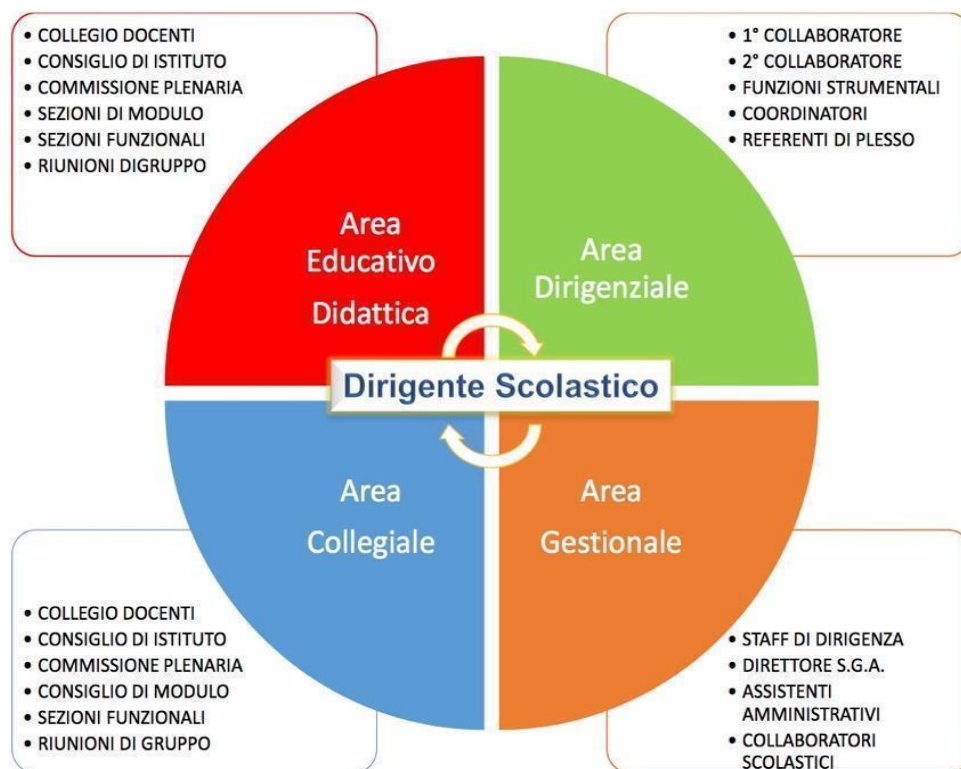 • COLLEGIO DOCENTI
• CONSIGLIO DI ISTITUTO
• COMMISSIONE PLENARIA
• SEZIONI DI MODULO
• SEZIONI FUNZIONALI
• RIUNIONI DIGRUPPO
• 1° COLLABORATORE
• 2° COLLABORATORE
• FUNZIONI STRUMENTALI
• COORDINATORI
• REFERENTI DI PLESSO
Area
Educativo
Didattica
Area
Dirigenziale
Dirigente Scolastico
Area
Collegiale
Area
Gestionale
• COLLEGIO DOCENTI
• CONSIGLIO DI ISTITUTO
• COMMISSIONE PLENARIA
• CONSIGLIO DI MODULO
• SEZIONI FUNZIONALI
• RIUNIONI DI GRUPPO
• STAFF DI DIRIGENZA
• DIRETTORE S.G.A.
• ASSISTENTI
AMMINISTRATIVI
• COLLABORATORI
SCOLASTICI